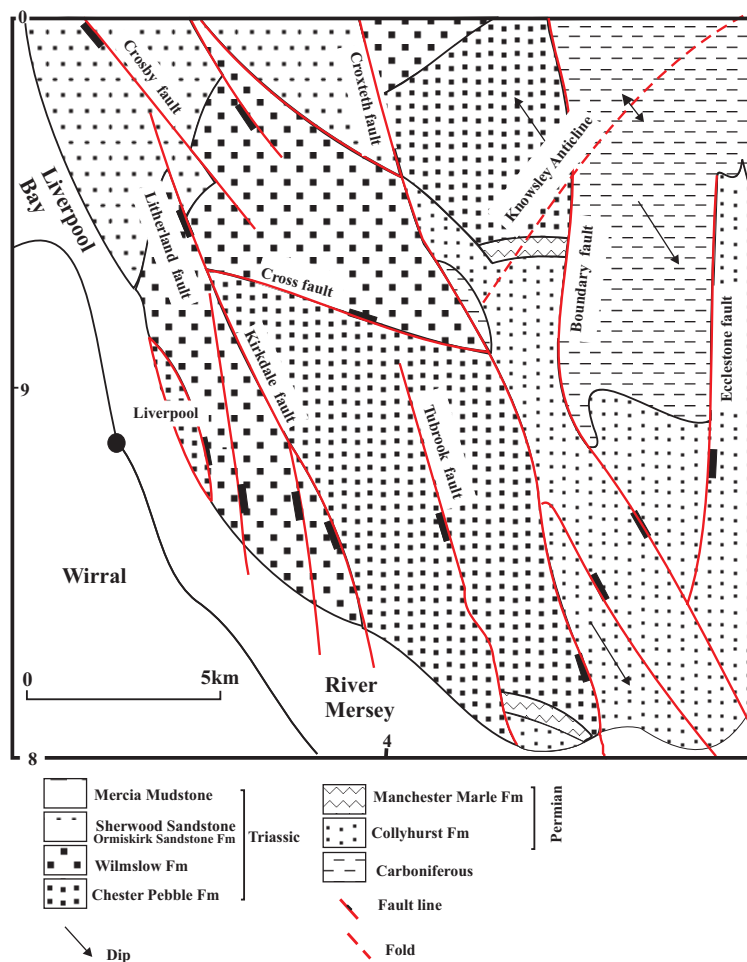 0
Crosby fault
Croxteth fault
Knowsley Anticline
Liverpool
Bay
Litherland fault
Cross fault
Boundary fault
Ecclestone fault
Kirkdale fault
9
Liverpool
Tubrook fault
Wirral
0
5km
River
Mersey
4
8
Mercia Mudstone
Sherwood Sandstone
Ormiskirk Sandstone Fm
Wilmslow Fm
Chester Pebble Fm
Triassic
Dip
Manchester Marle Fm
Collyhurst Fm
Permian
Carboniferous
Fault line
Fold